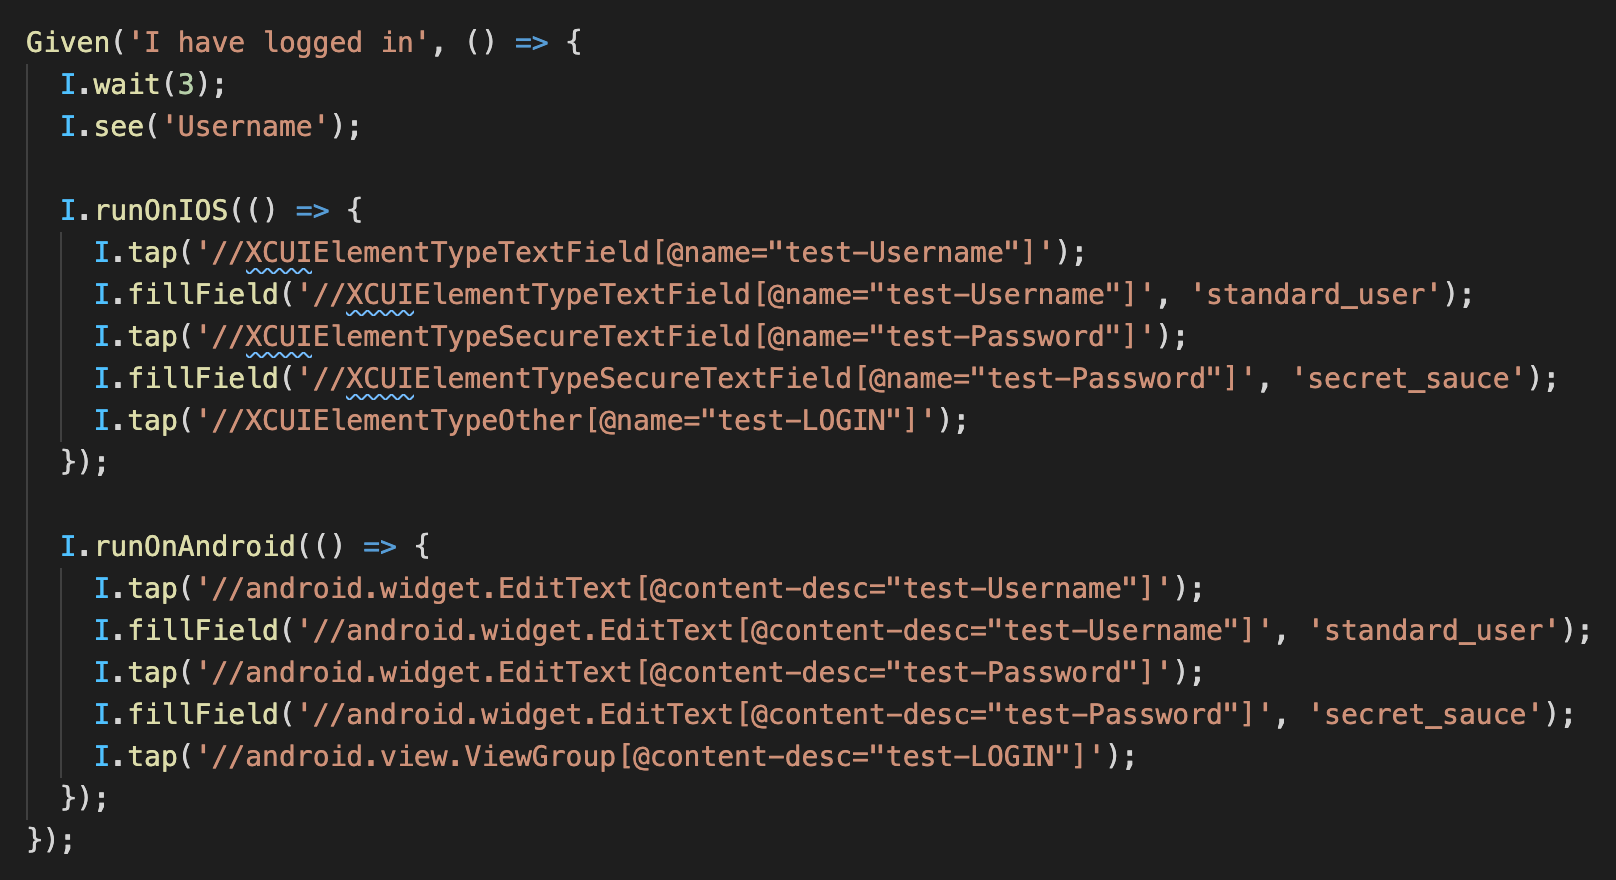 Given('I have logged in', () => {
I.wait(3);
I.see('Username');
I.runOnIOS(() => {
I.tap('//XCUIElementTypeTextField[@name="test-Username"]');
I.fillField('//XCUIElementTypeTextField[@name="test-Username"]', 'standard_user');
I.tap('//XCUIElementTypeSecureTextField[@name="test-Password"]');
I.fillField('//XCUIElementTypeSecureTextField[@name="test-Password"]', 'secret_sauce');
I.tap('//XCUIElementTypeOther[@name="test-LOGIN"]');
});
I.runOnAndroid(() => {
I.tap('//android.widget.EditText[@content-desc="test-Username"]');
I.fillField('//android.widget.EditText[@content-desc="test-Username"]', 'standard_user');
I.tap('//android.widget.EditText[@content-desc="test-Password"]');
I.fillField('//android.widget.EditText[@content-desc="test-Password"]', 'secret_sauce');
I.tap('//android.view.ViewGroup[@content-desc="test-LOGIN"]');
});
});